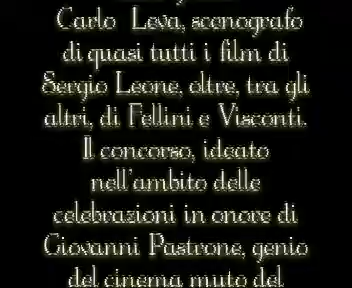 Carlo Leva, scenografo
di quasi tutti i film di
Sergio Leone, oltre, tra gli
altri, di Fellini e Visconti.
Il concorso, ideato
nell'ambito delle
celebrazioni in onore di
Giovanni Pastrone, genio
del cinema muto del